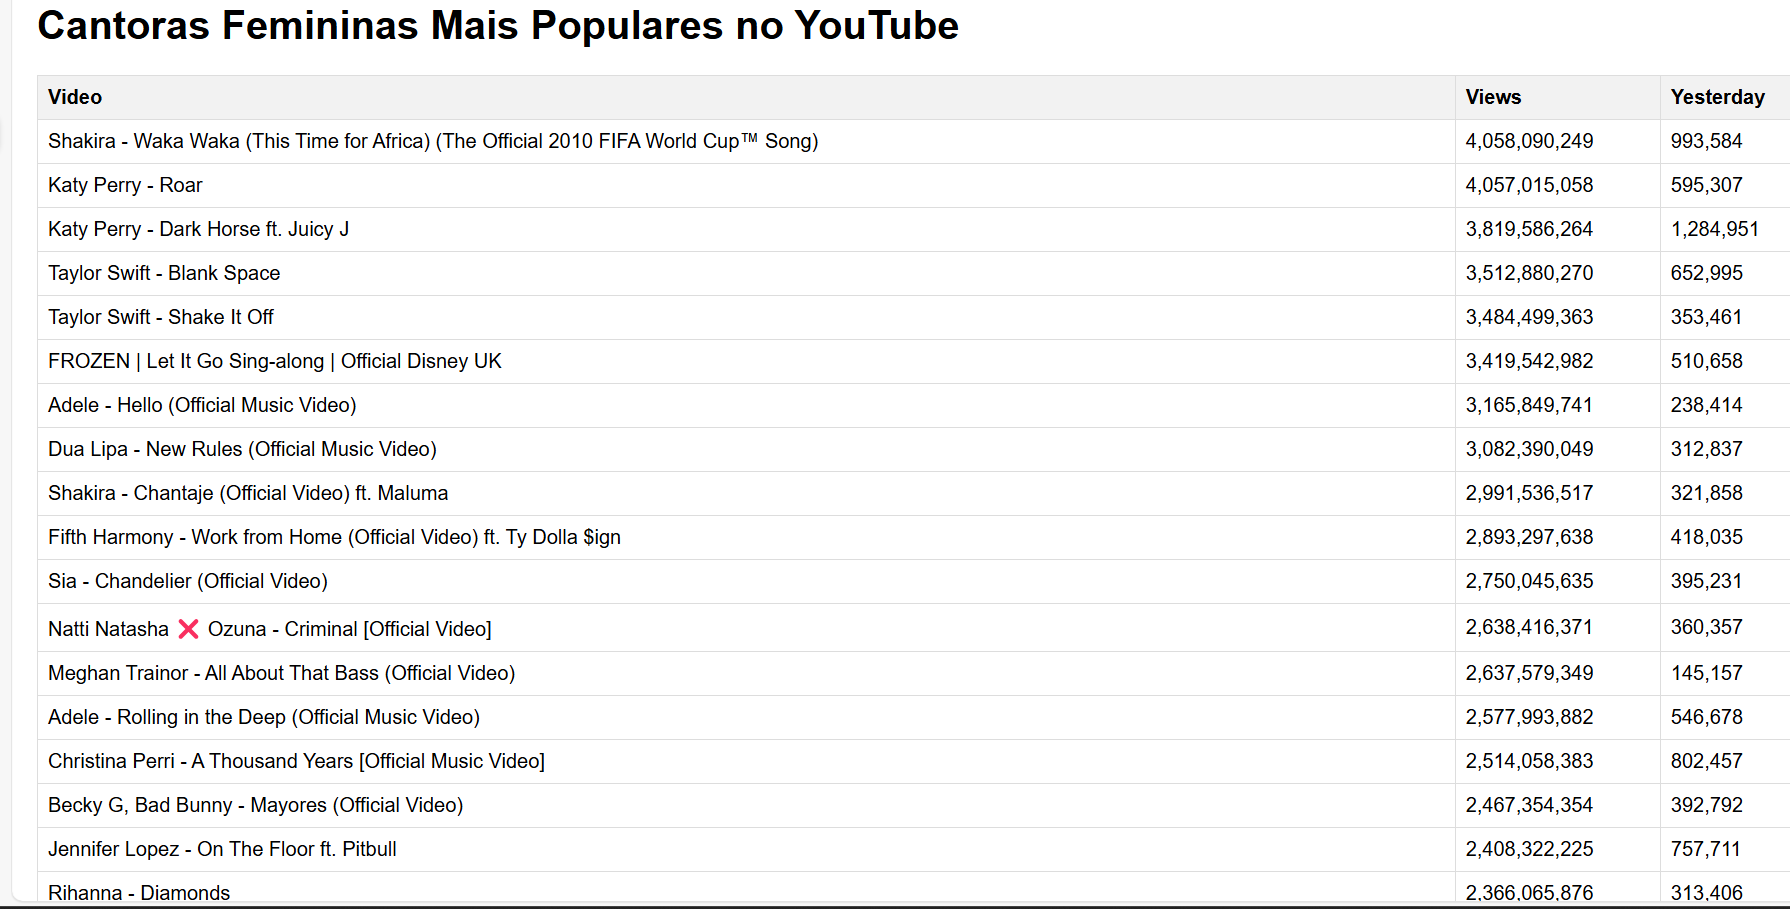 Cantoras Femininas Mais Populares no YouTube
Video Views Yesterday
Shakira - Waka Waka (This Time for Africa) (The Official 2010 FIFA World Cup™ Song) 4,058,090,249 993,584
Katy Perry - Roar 4,057,015,058 595,307
Katy Perry - Dark Horse ft. Juicy J 3,819,586,264 1,284,951
Taylor Swift - Blank Space 3,512,880,270 652,995
Taylor Swift - Shake It Off 3,484,499,363 353,461
FROZEN | Let It Go Sing-along | Official Disney UK 3,419,542,982 510,658
Adele - Hello (Official Music Video) 3,165,849,741 238,414
Dua Lipa - New Rules (Official Music Video) 3,082,390,049 312,837
Shakira - Chantaje (Official Video) ft. Maluma 2,991,536,517 321,858
Fifth Harmony - Work from Home (Official Video) ft. Ty Dolla $ign 2,893,297,638 418,035
Sia - Chandelier (Official Video) 2,750,045,635 395,231
Natti Natasha ❌ Ozuna - Criminal [Official Video] 2,638,416,371 360,357
Meghan Trainor - All About That Bass (Official Video) 2,637,579,349 145,157
Adele - Rolling in the Deep (Official Music Video) 2,577,993,882 546,678
Christina Perri - A Thousand Years [Official Music Video] 2,514,058,383 802,457
Becky G, Bad Bunny - Mayores (Official Video) 2,467,354,354 392,792
Jennifer Lopez - On The Floor ft. Pitbull 2,408,322,225 757,711
Rihanna - Diamonds 2,366,065,876 313,406